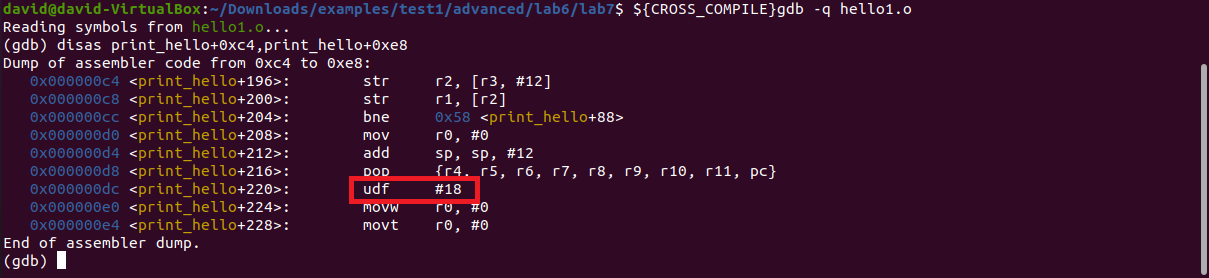 david@david-VirtualBox:~/Downloads/examples/test1/advanced/lab6/lab7$ ${CROSS_COMPILE}gdb -q hello1.o
Reading symbols from hello1.o...
(gdb) disas print_hello+0xc4,print_hello+0xe8
Dump of assembler code from 0xc4 to 0xe8:
   0x000000c4 <print_hello+196>:	str	r2, [r3, #12]
   0x000000c8 <print_hello+200>:	str	r1, [r2]
   0x000000cc <print_hello+204>:	bne	0x58 <print_hello+88>
   0x000000d0 <print_hello+208>:	mov	r0, #0
   0x000000d4 <print_hello+212>:	add	sp, sp, #12
   0x000000d8 <print_hello+216>:	pop	{r4, r5, r6, r7, r8, r9, r10, r11, pc}
   0x000000dc <print_hello+220>:	udf	#18
   0x000000e0 <print_hello+224>:	movw	r0, #0
   0x000000e4 <print_hello+228>:	movt	r0, #0
End of assembler dump.
(gdb)